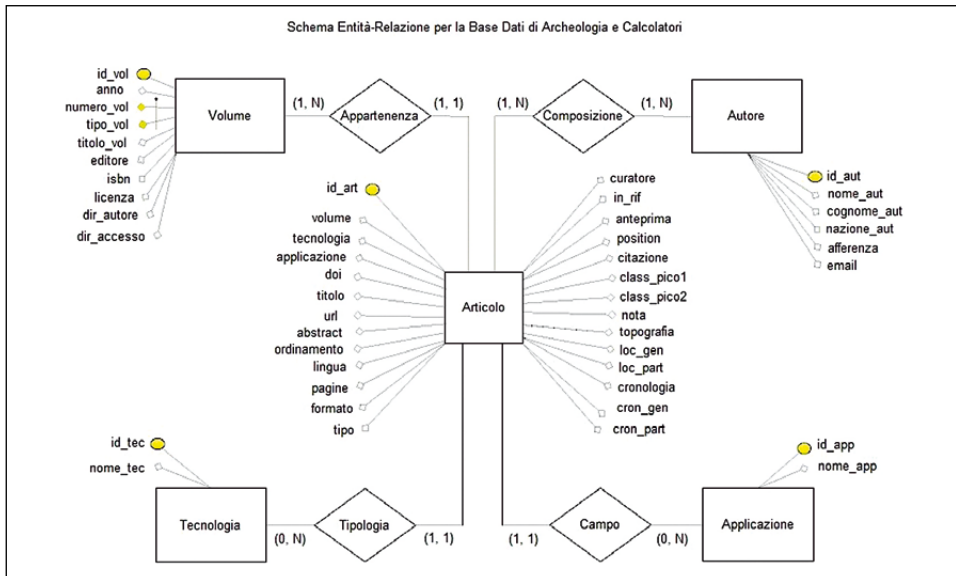 Schema Entità-Relazione per la Base Dati di Archeologia e Calcolatori
id_vol
anno
numero_vol
tipo_vol
titolo_vol
editore
isbn
licenza
dir_autore
dir_accesso
Volume
(1, N)
Appartenenza
(1, 1)
(1, N)
Composizione
(1, N)
Autore
id_aut
nome_aut
cognome_aut
nazione_aut
afferenza
email
id_art
volume
tecnologia
applicazione
doi
titolo
url
abstract
ordinamento
lingua
pagine
formato
tipo
Articolo
curatore
in_rif
anteprima
position
citazione
class_pico1
class_pico2
nota
topografia
loc_gen
loc_part
cronologia
cron_gen
cron_part
id_tec
nome_tec
Tecnologia
(0, N)
Tipologia
(1, 1)
(1, 1)
Campo
(0, N)
Applicazione
id_app
nome_app